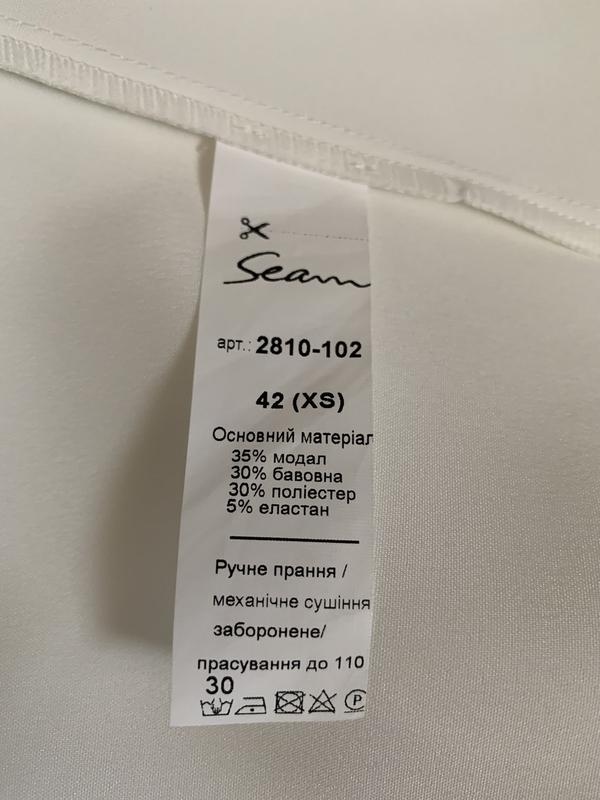 Seam
арт.: 2810-102
42 (XS)
Основний матеріал
35% модал
30% бавовна
30% поліестер
5% еластан
Ручне прання /
механічне сушіння
заборонене/
прасування до 110
30
P